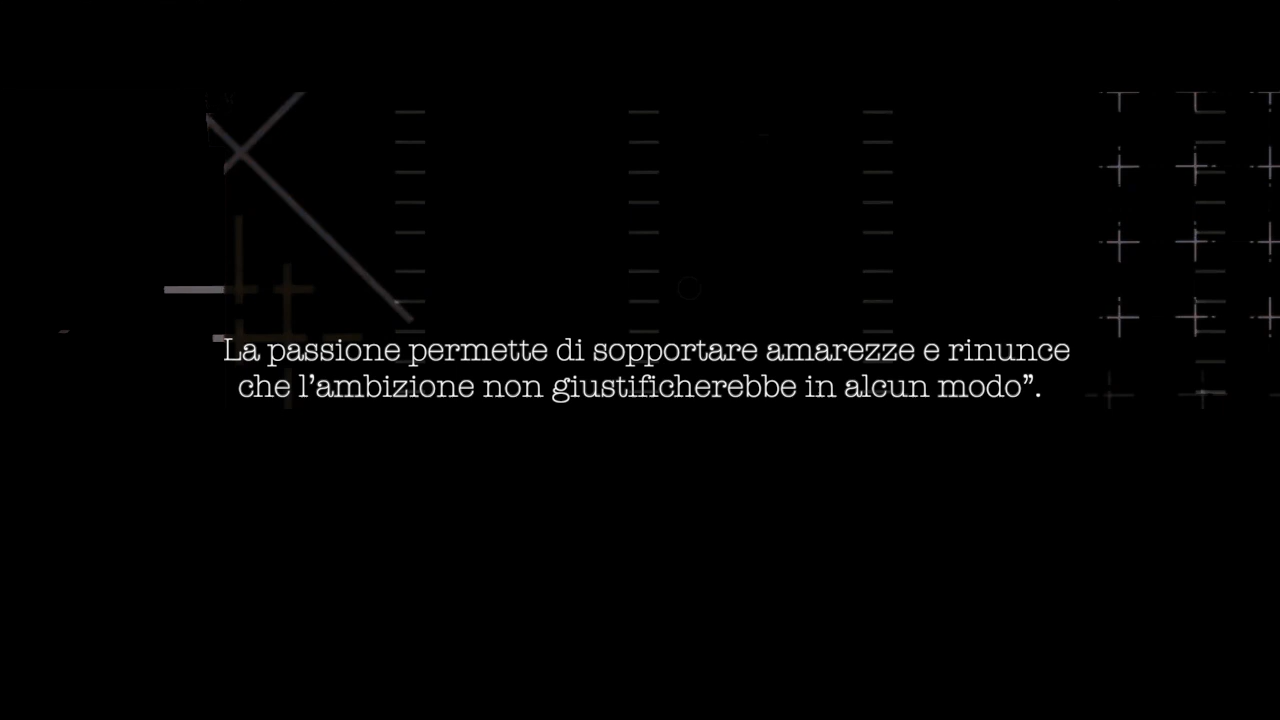 La passione permette di sopportare amarezze e rinunce
che l’ambizione non giustificherebbe in alcun modo”.